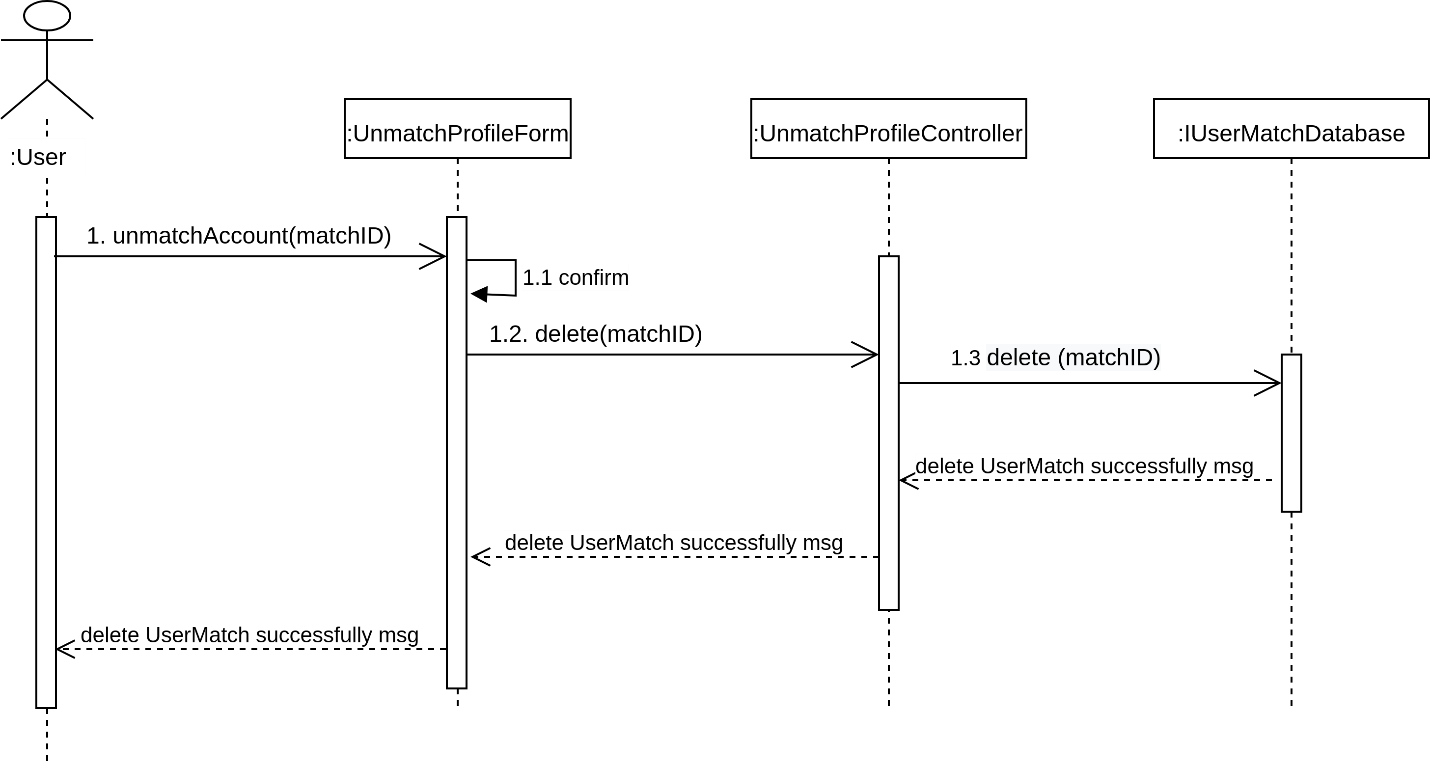 :User
:UnmatchProfileForm
:UnmatchProfileController
:IUserMatchDatabase
1. unmatchAccount(matchID)
1.1 confirm
1.2. delete(matchID)
1.3 delete (matchID)
delete UserMatch successfully msg
delete UserMatch successfully msg
delete UserMatch successfully msg